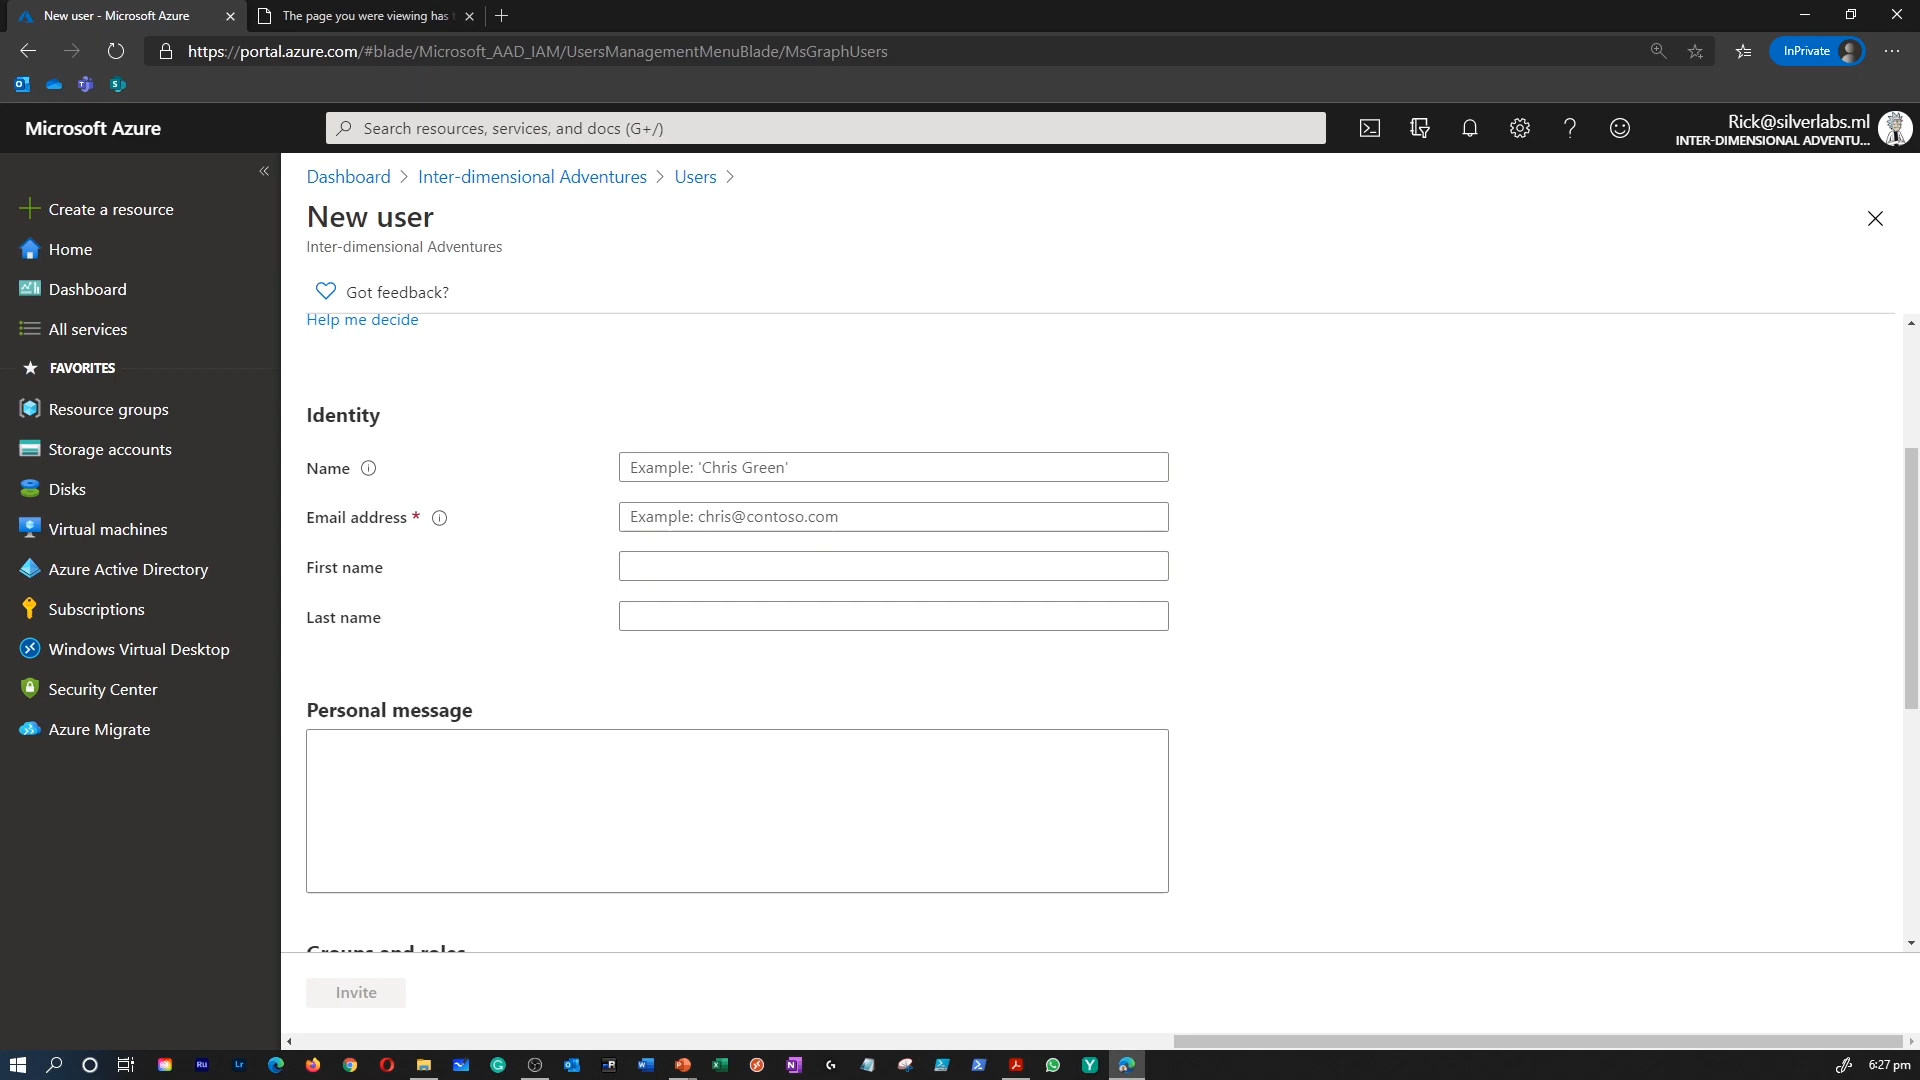 New user - Microsoft Azure
The page you were viewing has
https://portal.azure.com/#blade/Microsoft_AAD_IAM/UsersManagementMenuBlade/MsGraphUsers
InPrivate
Microsoft Azure
Search resources, services, and docs (G+/)
Rick@silverlabs.ml
INTER-DIMENSIONAL ADVENTU...
Create a resource
Home
Dashboard
All services
FAVORITES
Resource groups
Storage accounts
Disks
Virtual machines
Azure Active Directory
Subscriptions
Windows Virtual Desktop
Security Center
Azure Migrate
Dashboard > Inter-dimensional Adventures > Users >
New user
Inter-dimensional Adventures
Got feedback?
Help me decide
Identity
Name
Example: 'Chris Green'
Email address *
Example: chris@contoso.com
First name
Last name
Personal message
Groups and roles
Invite
6:27 pm